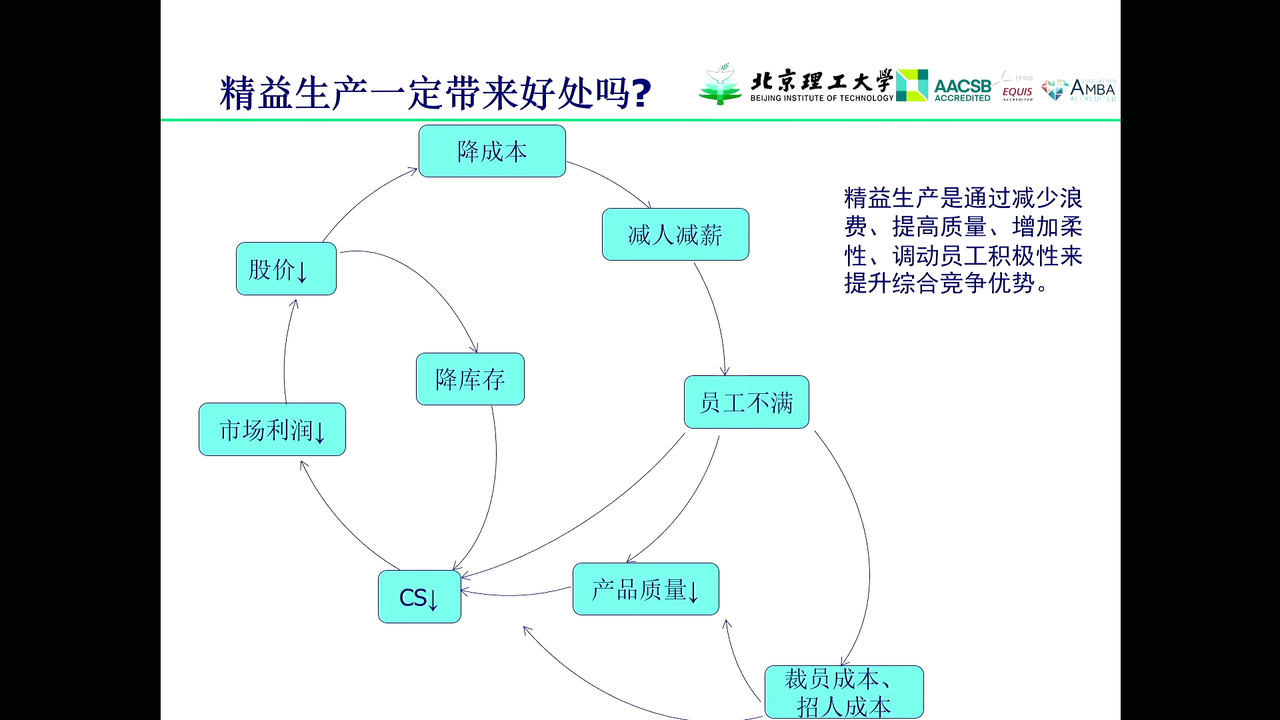 精益生产一定带来好处吗?
北京理工大学
BEIJING INSTITUTE OF TECHNOLOGY
AACSB
ACCREDITED
EFMD
EQUIS
ACCREDITED
ASSOCIATION
AMBA
ACCREDITED
降成本
减人减薪
精益生产是通过减少浪
费、提高质量、增加柔
性、调动员工积极性来
提升综合竞争优势。
股价↓
降库存
员工不满
市场利润↓
CS↓
产品质量↓
裁员成本、
招人成本